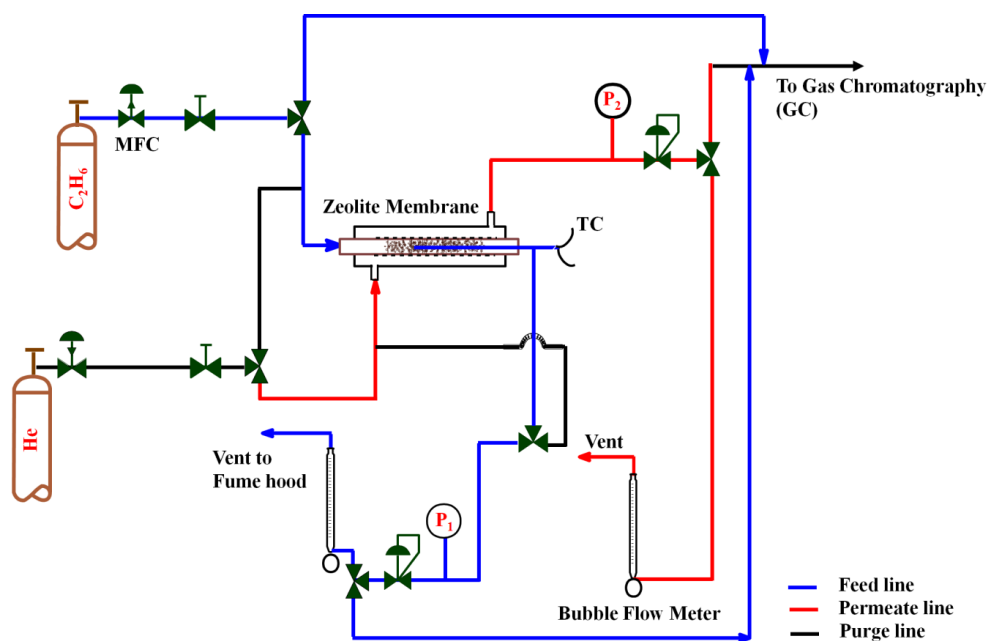 To Gas Chromatography
(GC)
P2
MFC
C2H6
Zeolite Membrane
TC
He
Vent to
Fume hood
Vent
P1
Bubble Flow Meter
Feed line
Permeate line
Purge line